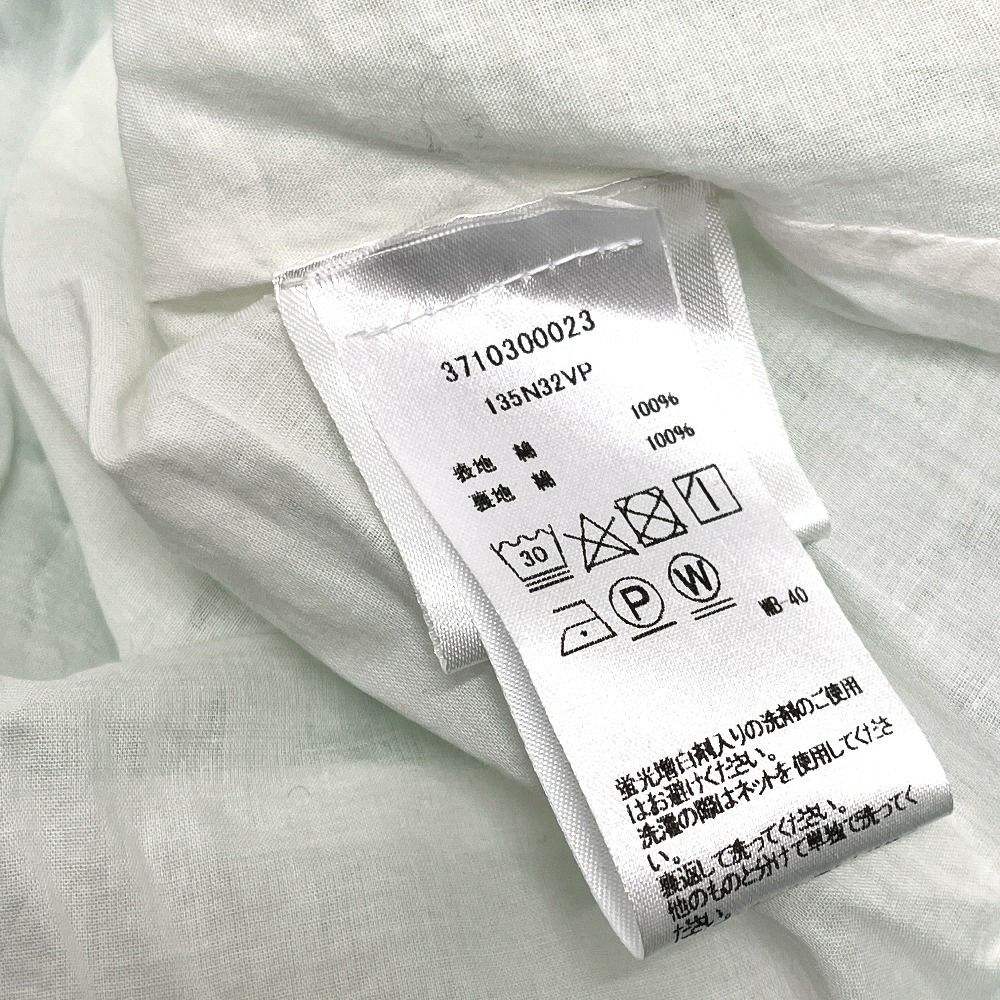 3710300023
135N32VP
表地 綿 100%
裏地 綿 100%
30
P W
WB-40
蛍光増白剤入りの洗剤のご使用
はお避けください。
洗濯の際はネットを使用してくださ
い。
裏返して洗ってください。
他のものと分けて単独で洗ってく
ださい。